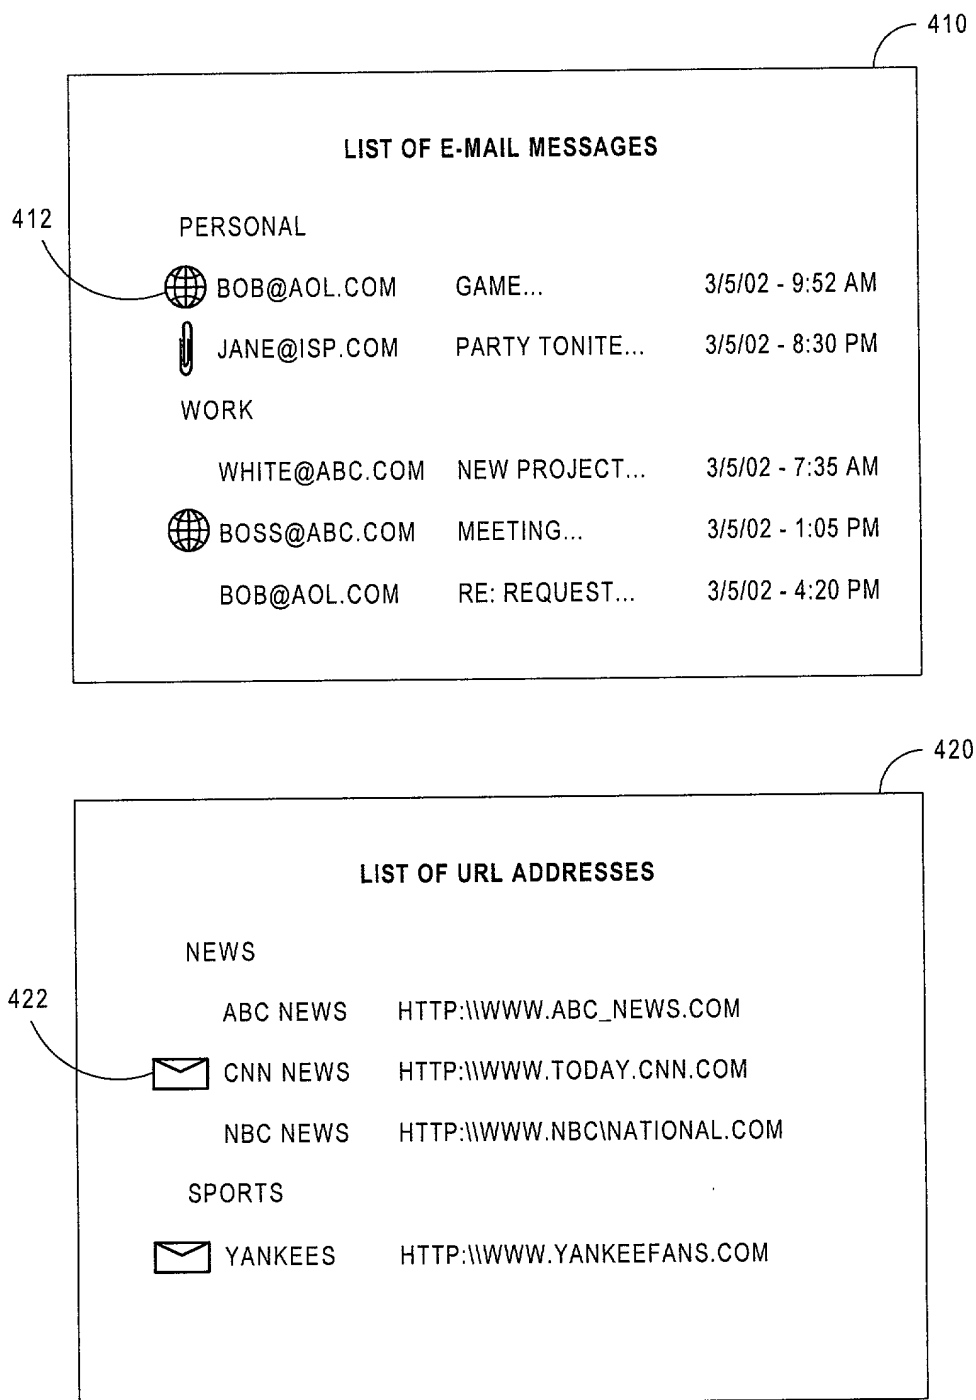 410
LIST OF E-MAIL MESSAGES
412
PERSONAL
BOB@AOL.COM GAME... 3/5/02 - 9:52 AM
JANE@ISP.COM PARTY TONITE... 3/5/02 - 8:30 PM
WORK
WHITE@ABC.COM NEW PROJECT... 3/5/02 - 7:35 AM
BOSS@ABC.COM MEETING... 3/5/02 - 1:05 PM
BOB@AOL.COM RE: REQUEST... 3/5/02 - 4:20 PM
420
LIST OF URL ADDRESSES
NEWS
422
ABC NEWS HTTP:\\WWW.ABC_NEWS.COM
CNN NEWS HTTP:\\WWW.TODAY.CNN.COM
NBC NEWS HTTP:\\WWW.NBC\NATIONAL.COM
SPORTS
YANKEES HTTP:\\WWW.YANKEEFANS.COM